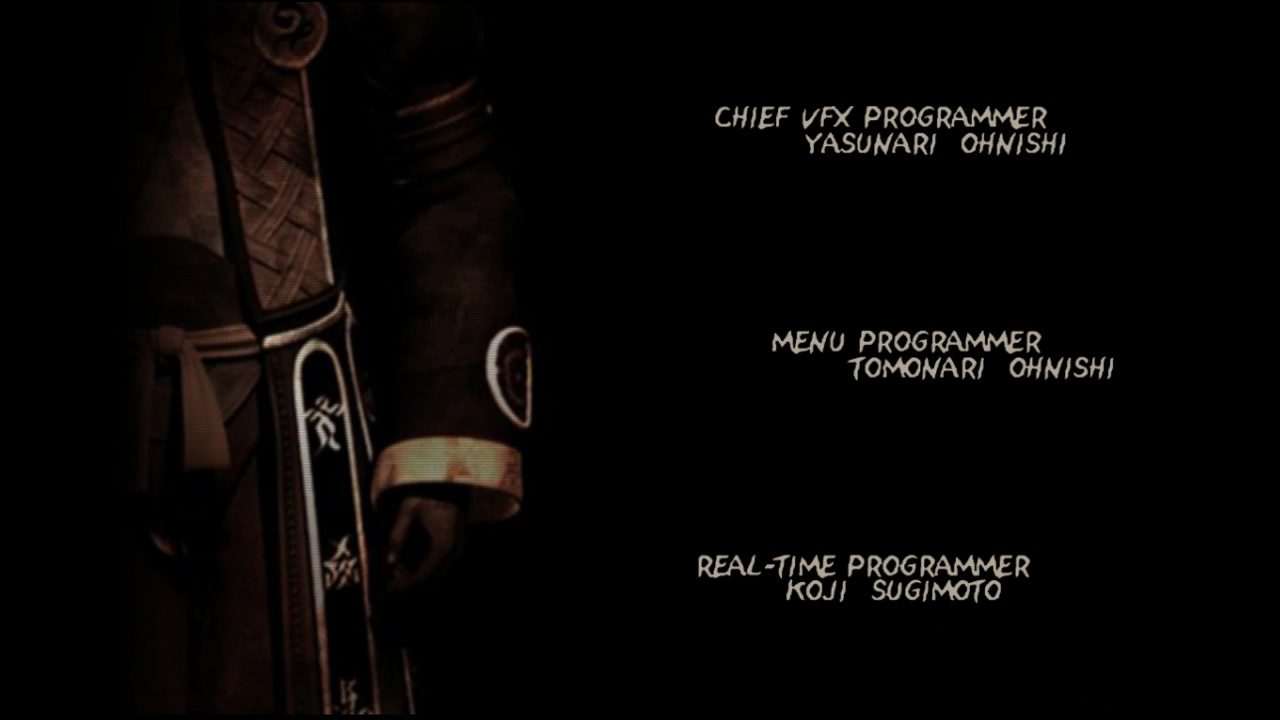 CHIEF VFX PROGRAMMER
YASUNARI OHNISHI
MENU PROGRAMMER
TOMONARI OHNISHI
REAL-TIME PROGRAMMER
KOJI SUGIMOTO